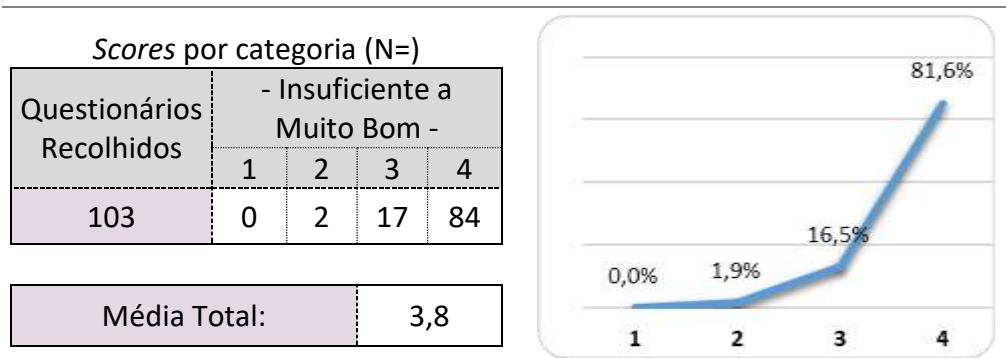 Scores por categoria (N=)
Questionários
Recolhidos
- Insuficiente a
Muito Bom -
1 2 3 4
103 0 2 17 84
Média Total: 3,8
81,6%
16,5%
1,9%
0,0%
1 2 3 4